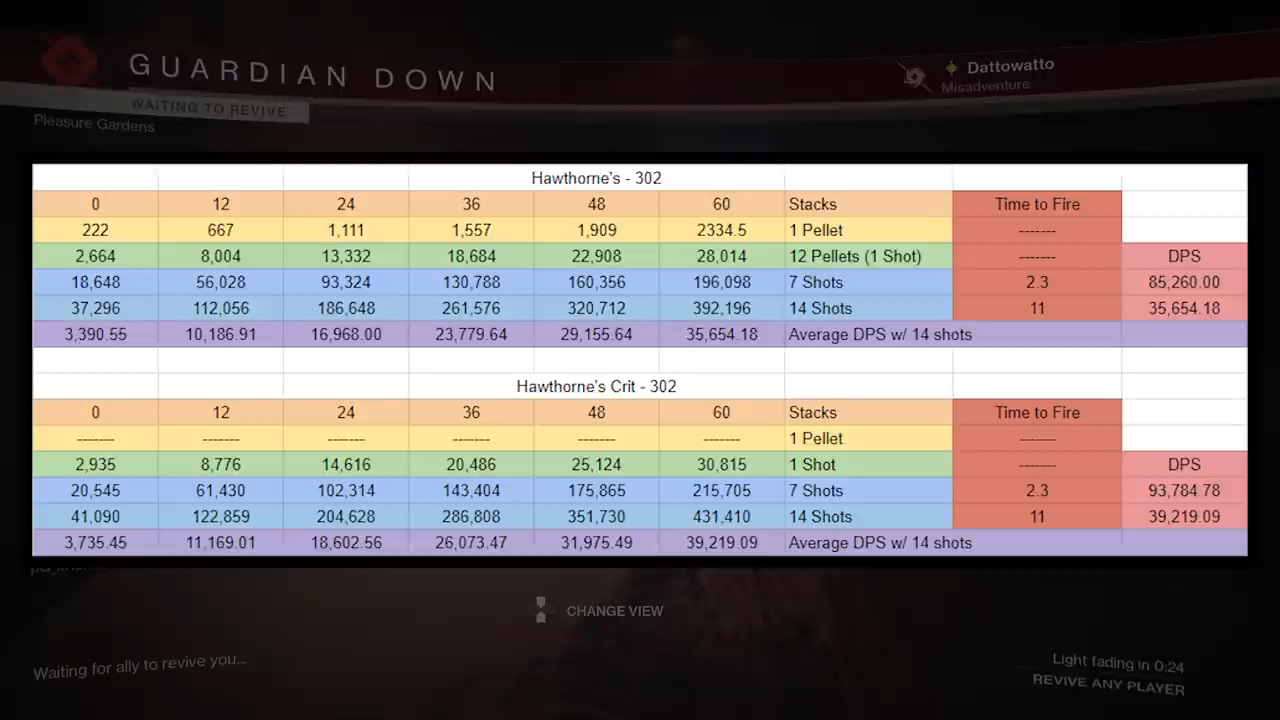 GUARDIAN DOWN
WAITING TO REVIVE
Pleasure Gardens
Dattowatto
Misadventure
Hawthorne's - 302
0 12 24 36 48 60 Stacks Time to Fire
222 667 1,111 1,557 1,909 2334.5 1 Pellet -------
2,664 8,004 13,332 18,684 22,908 28,014 12 Pellets (1 Shot) ------- DPS
18,648 56,028 93,324 130,788 160,356 196,098 7 Shots 2.3 85,260.00
37,296 112,056 186,648 261,576 320,712 392,196 14 Shots 11 35,654.18
3,390.55 10,186.91 16,968.00 23,779.64 29,155.64 35,654.18 Average DPS w/ 14 shots
Hawthorne's Crit - 302
0 12 24 36 48 60 Stacks Time to Fire
------- ------- ------- ------- ------- ------- 1 Pellet -------
2,935 8,776 14,616 20,486 25,124 30,815 1 Shot ------- DPS
20,545 61,430 102,314 143,404 175,865 215,705 7 Shots 2.3 93,784.78
41,090 122,859 204,628 286,808 351,730 431,410 14 Shots 11 39,219.09
3,735.45 11,169.01 18,602.56 26,073.47 31,975.49 39,219.09 Average DPS w/ 14 shots
CHANGE VIEW
Waiting for ally to revive you...
Light fading in 0:24
REVIVE ANY PLAYER